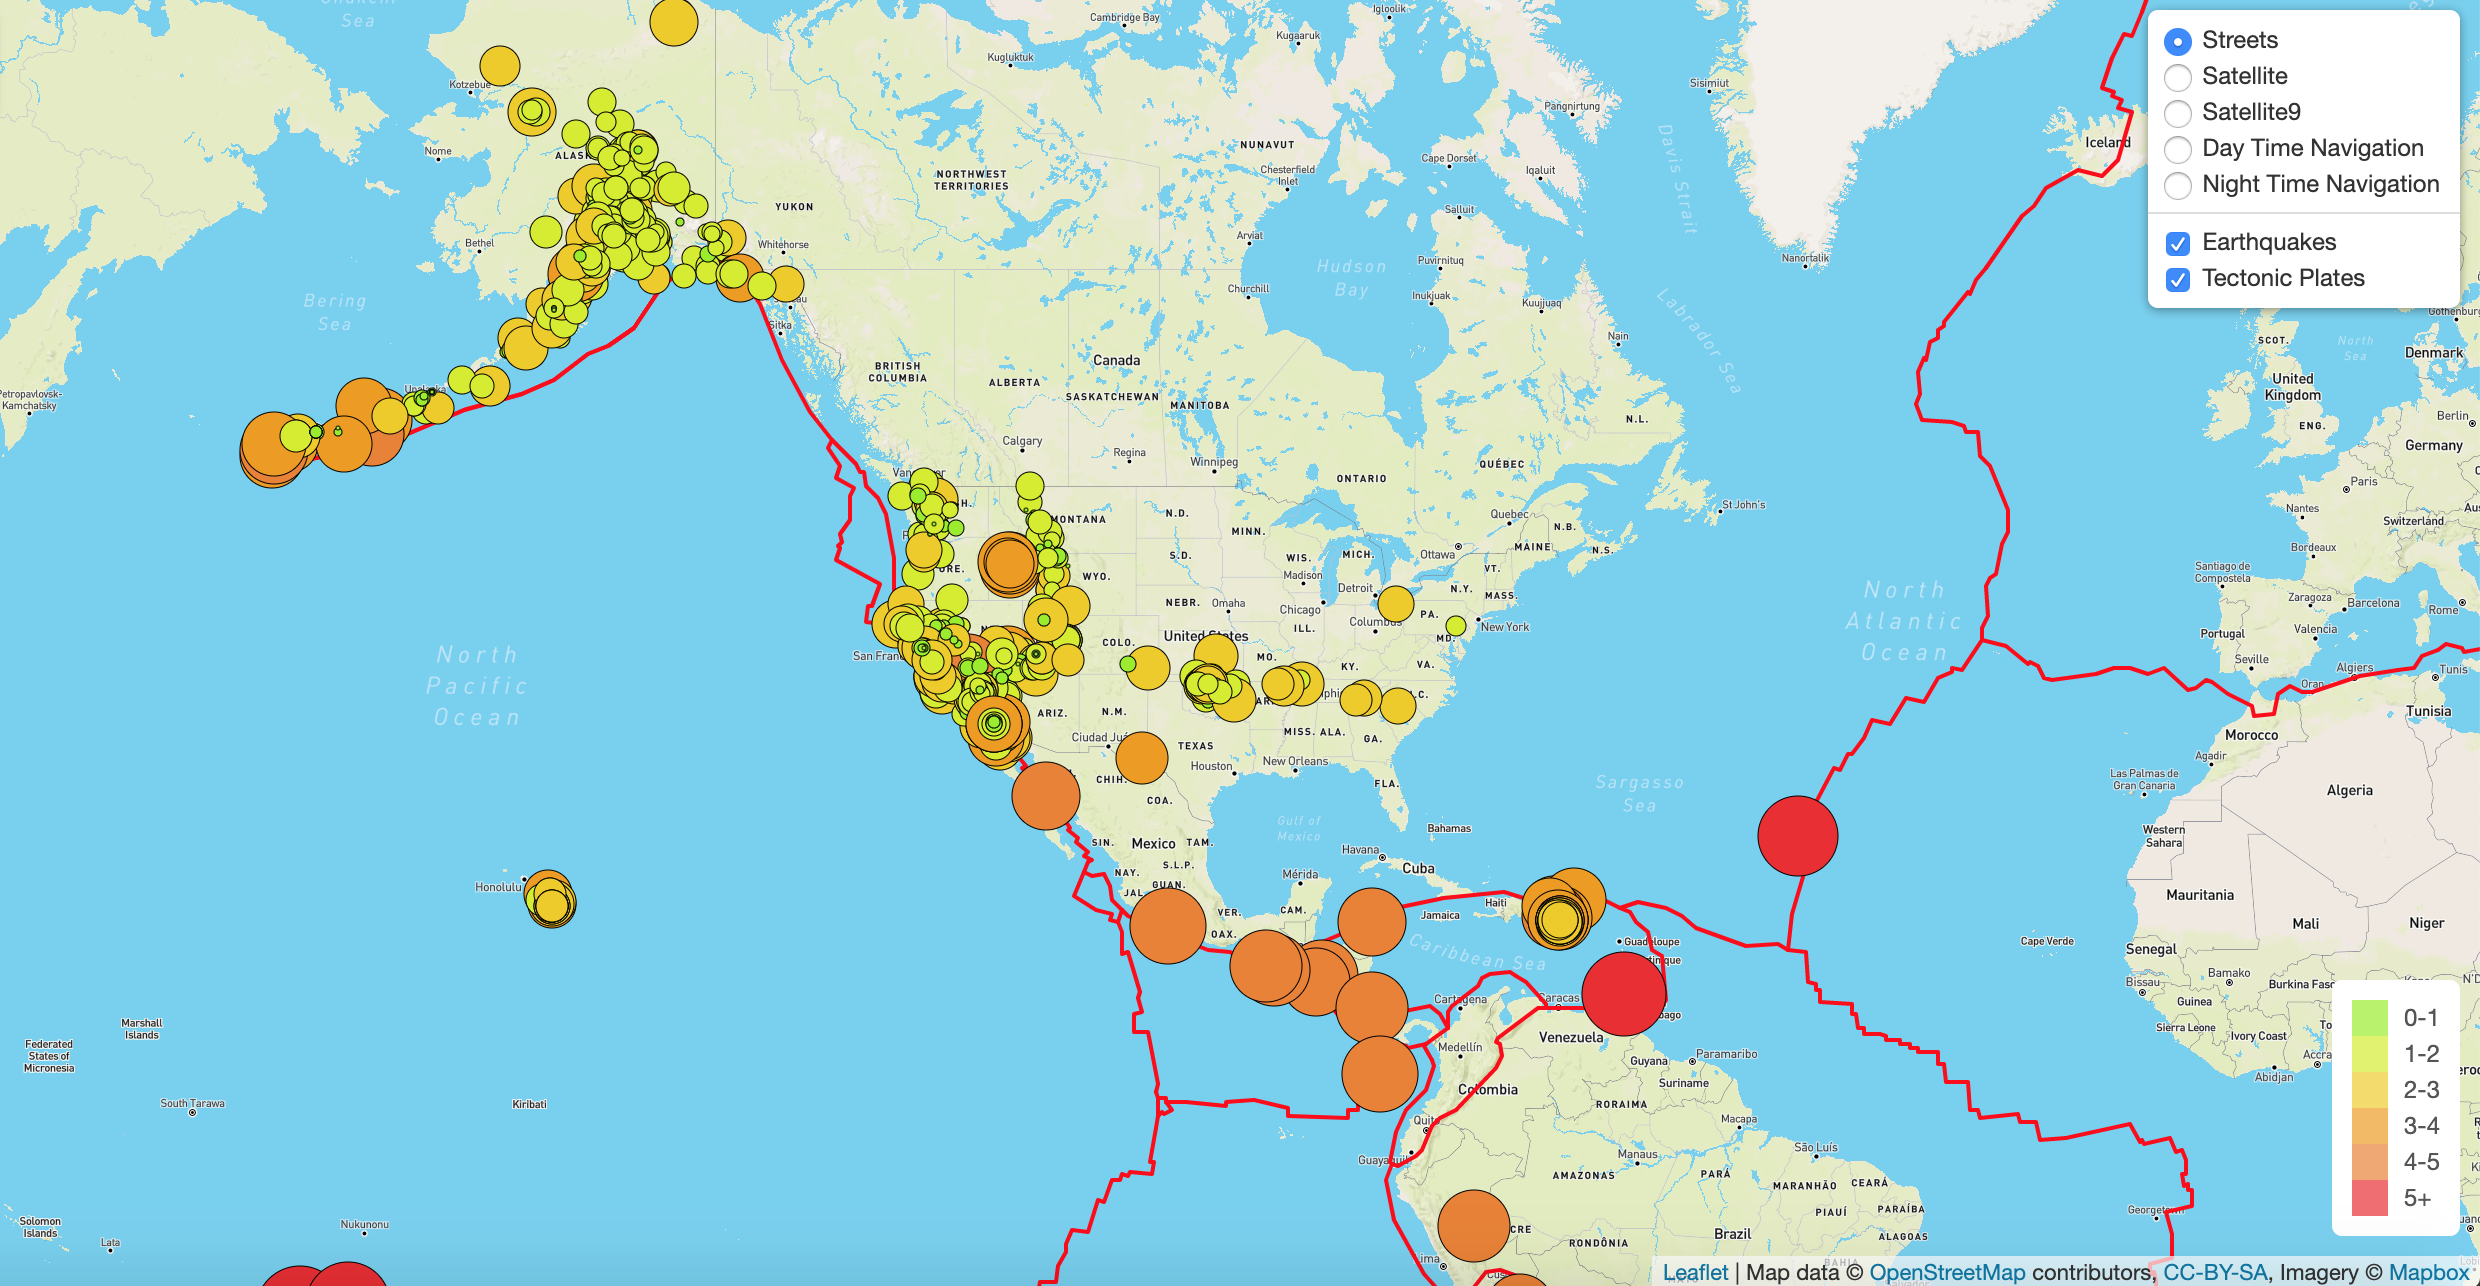 Streets
Satellite
Satellite9
Day Time Navigation
Night Time Navigation
Earthquakes
Tectonic Plates
Sea
Cambridge Bay
Igloolik
Kugaaruk
Kugluktuk
Kotzebue
Sisimiut
Pangnirtung
Nome
NUNAVUT
Iceland
Cape Dorset
Iqaluit
Chesterfield
Inlet
NORTHWEST
TERRITORIES
Davis Strait
YUKON
Salluit
Bethel
Whitehorse
Arviat
Puvirnituq
Nanortalik
Hudson
Bay
Churchill
Inukjuak
Kuujjuaq
Labrador Sea
Bering
Sea
Sitka
Nain
SCOT.
North
Sea
Denmark
Canada
BRITISH
COLUMBIA
ALBERTA
SASKATCHEWAN
MANITOBA
United
Kingdom
Petropavlovsk-
Kamchatsky
N.L.
Berlin
ENG.
Germany
Calgary
Regina
Winnipeg
QUÉBEC
ONTARIO
Paris
St John's
Nantes
Quebec
N.B.
Switzerland
MONTANA
N.D.
MINN.
MAINE
N.S.
Ottawa
Bordeaux
S.D.
WIS.
MICH.
VT.
Santiago de
Compostela
WYO.
Madison
Detroit
N.Y.
MASS.
North
Atlantic
Ocean
NEBR.
Omaha
Chicago
Zaragoza
Barcelona
Rome
PA.
New York
ILL.
Columbus
Portugal
Valencia
COLO.
United States
MD.
San Fran
MO.
KY.
VA.
Seville
Algiers
Tunis
Oran
North
Pacific
Ocean
ARIZ.
N.M.
Tunisia
MISS.
ALA.
GA.
Morocco
Ciudad Juá
TEXAS
Agadir
Houston
New Orleans
Las Palmas de
Gran Canaria
CHIH.
FLA.
Sargasso
Sea
Algeria
COA.
Gulf of
Mexico
Bahamas
Western
Sahara
SIN.
Mexico
TAM.
Havana
Cuba
S.L.P.
NAY.
GUAN.
JAL.
Mérida
Honolulu
Mauritania
Haiti
VER.
CAM.
Jamaica
Mali
Niger
OAX.
Caribbean Sea
Guadeloupe
Cape Verde
Senegal
Bamako
Bissau
Burkina Faso
Cartagena
Caracas
Guinea
Marshall
Islands
Sierra Leone
Ivory Coast
Venezuela
Federated
States of
Micronesia
Medellín
Guyana
Paramaribo
Accra
Abidjan
Suriname
Colombia
South Tarawa
Kiribati
RORAIMA
Macapa
Quito
São Luís
Guayaquil
Manaus
AMAZONAS
PARÁ
MARANHÃO
CEARÁ
PIAUÍ
PARAÍBA
Georgetown
Solomon
Islands
Nukunonu
Lata
ACRE
RONDÔNIA
Brazil
ALAGOAS
BAHIA
0-1
1-2
2-3
3-4
4-5
5+
Leaflet | Map data © OpenStreetMap contributors, CC-BY-SA, Imagery © Mapbox